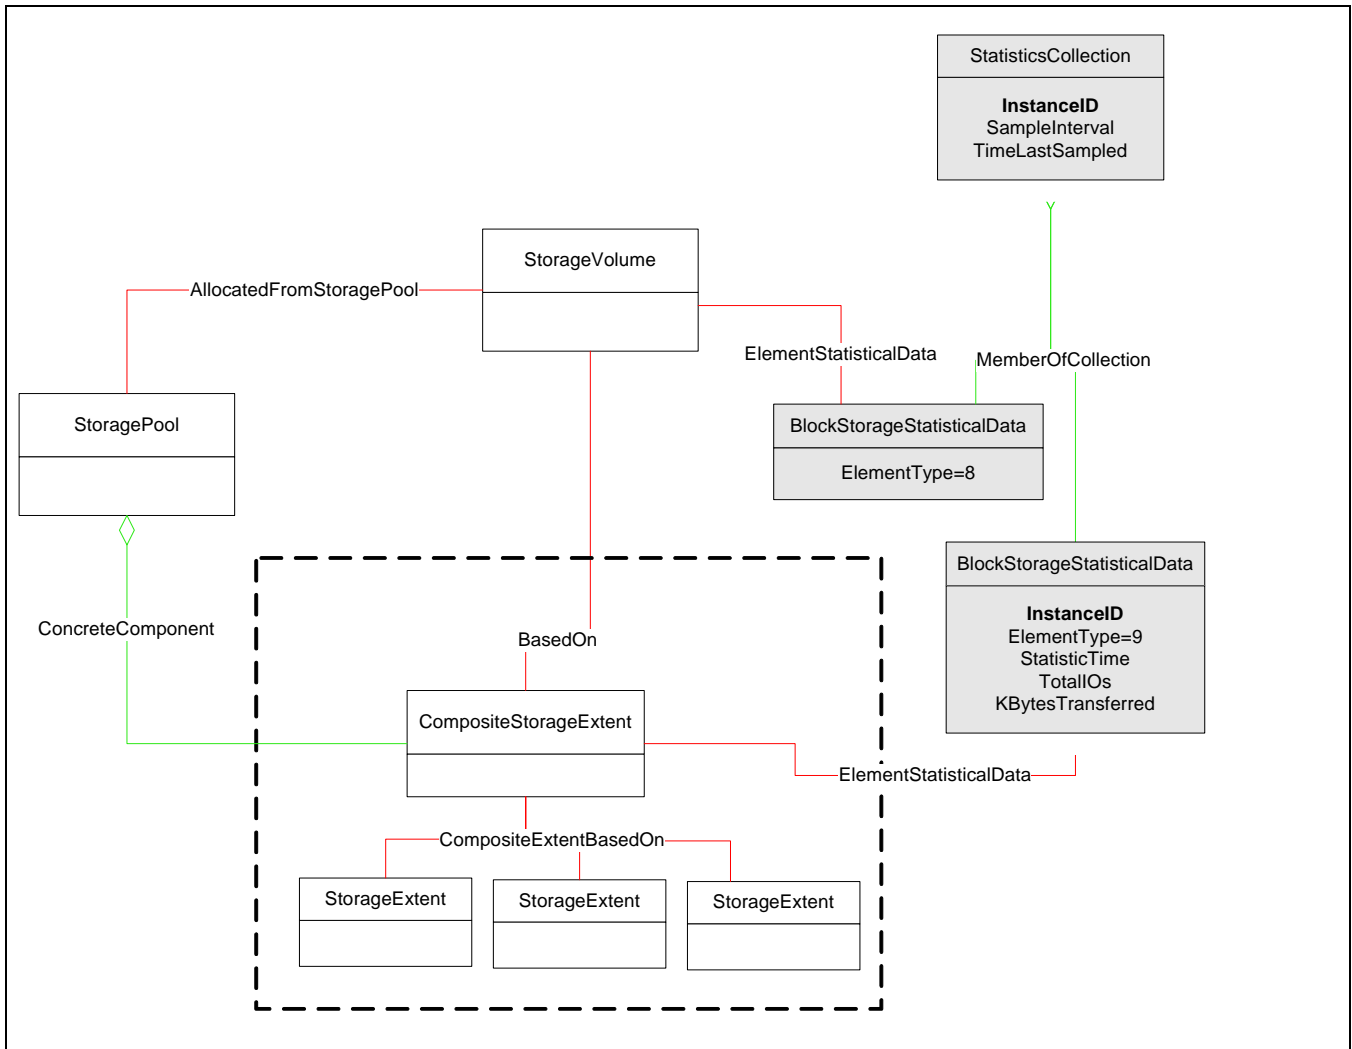 StatisticsCollection
InstanceID
SampleInterval
TimeLastSampled
StorageVolume
AllocatedFromStoragePool
ElementStatisticalData
MemberOfCollection
StoragePool
BlockStorageStatisticalData
ElementType=8
BlockStorageStatisticalData
InstanceID
ElementType=9
StatisticTime
TotalIOs
KBytesTransferred
ConcreteComponent
BasedOn
CompositeStorageExtent
ElementStatisticalData
CompositeExtentBasedOn
StorageExtent
StorageExtent
StorageExtent